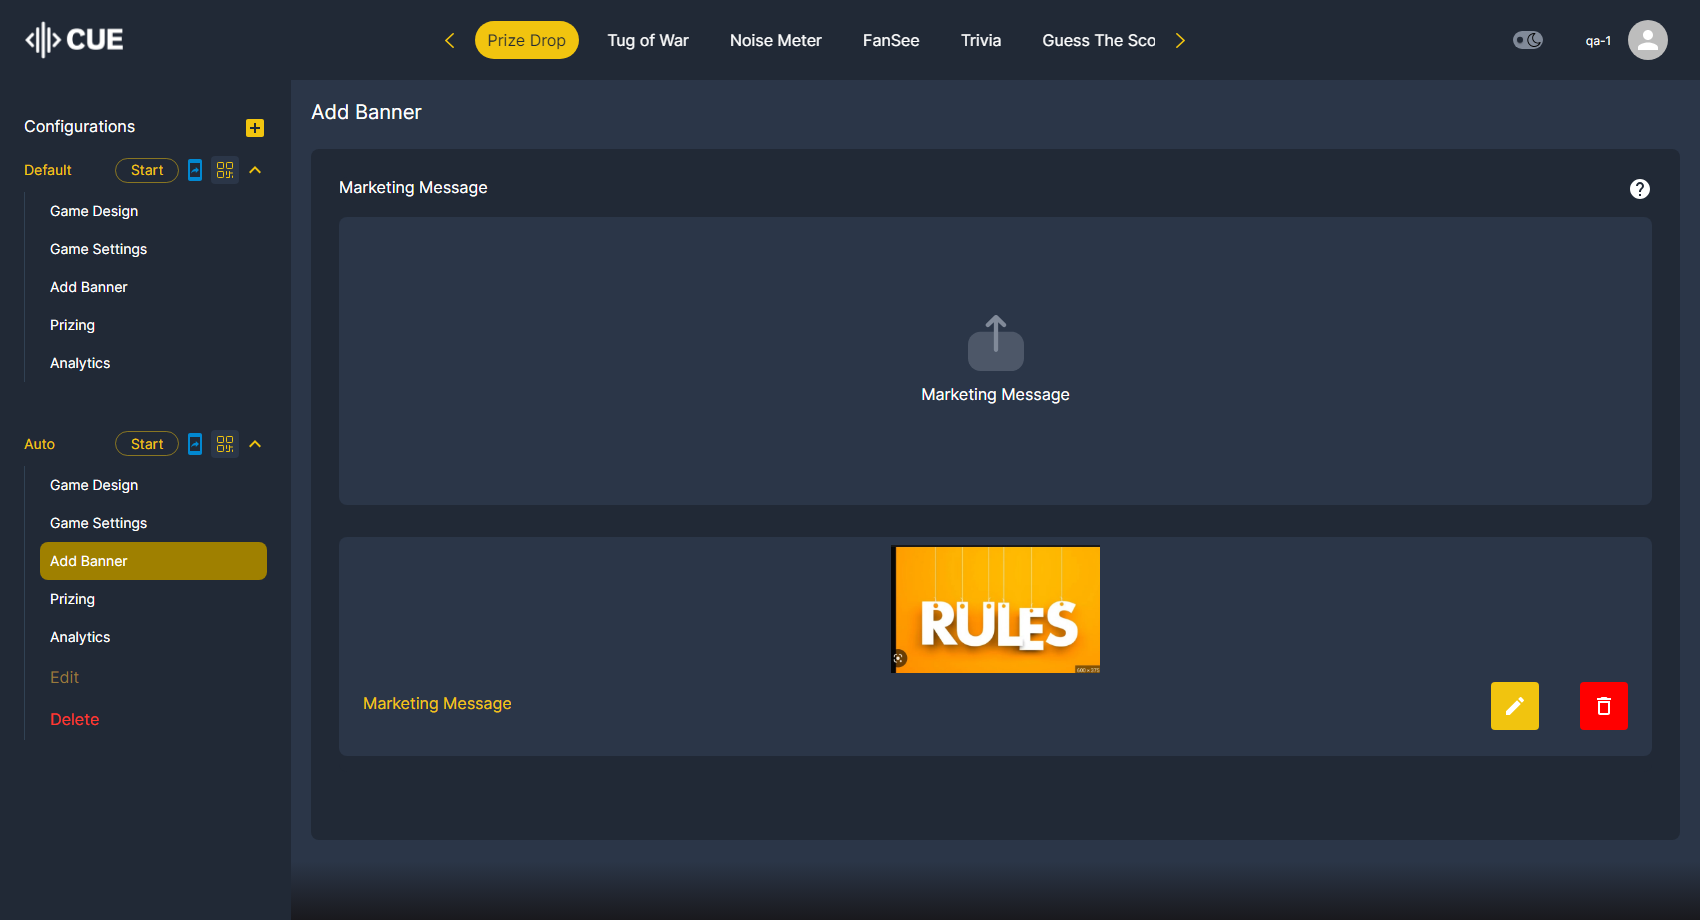 CUE
Prize Drop
Tug of War
Noise Meter
FanSee
Trivia
Guess The Sco
qa-1
Configurations
Default
Start
Game Design
Game Settings
Add Banner
Prizing
Analytics
Auto
Start
Game Design
Game Settings
Add Banner
Prizing
Analytics
Edit
Delete
Add Banner
Marketing Message
?
Marketing Message
RULES
Marketing Message